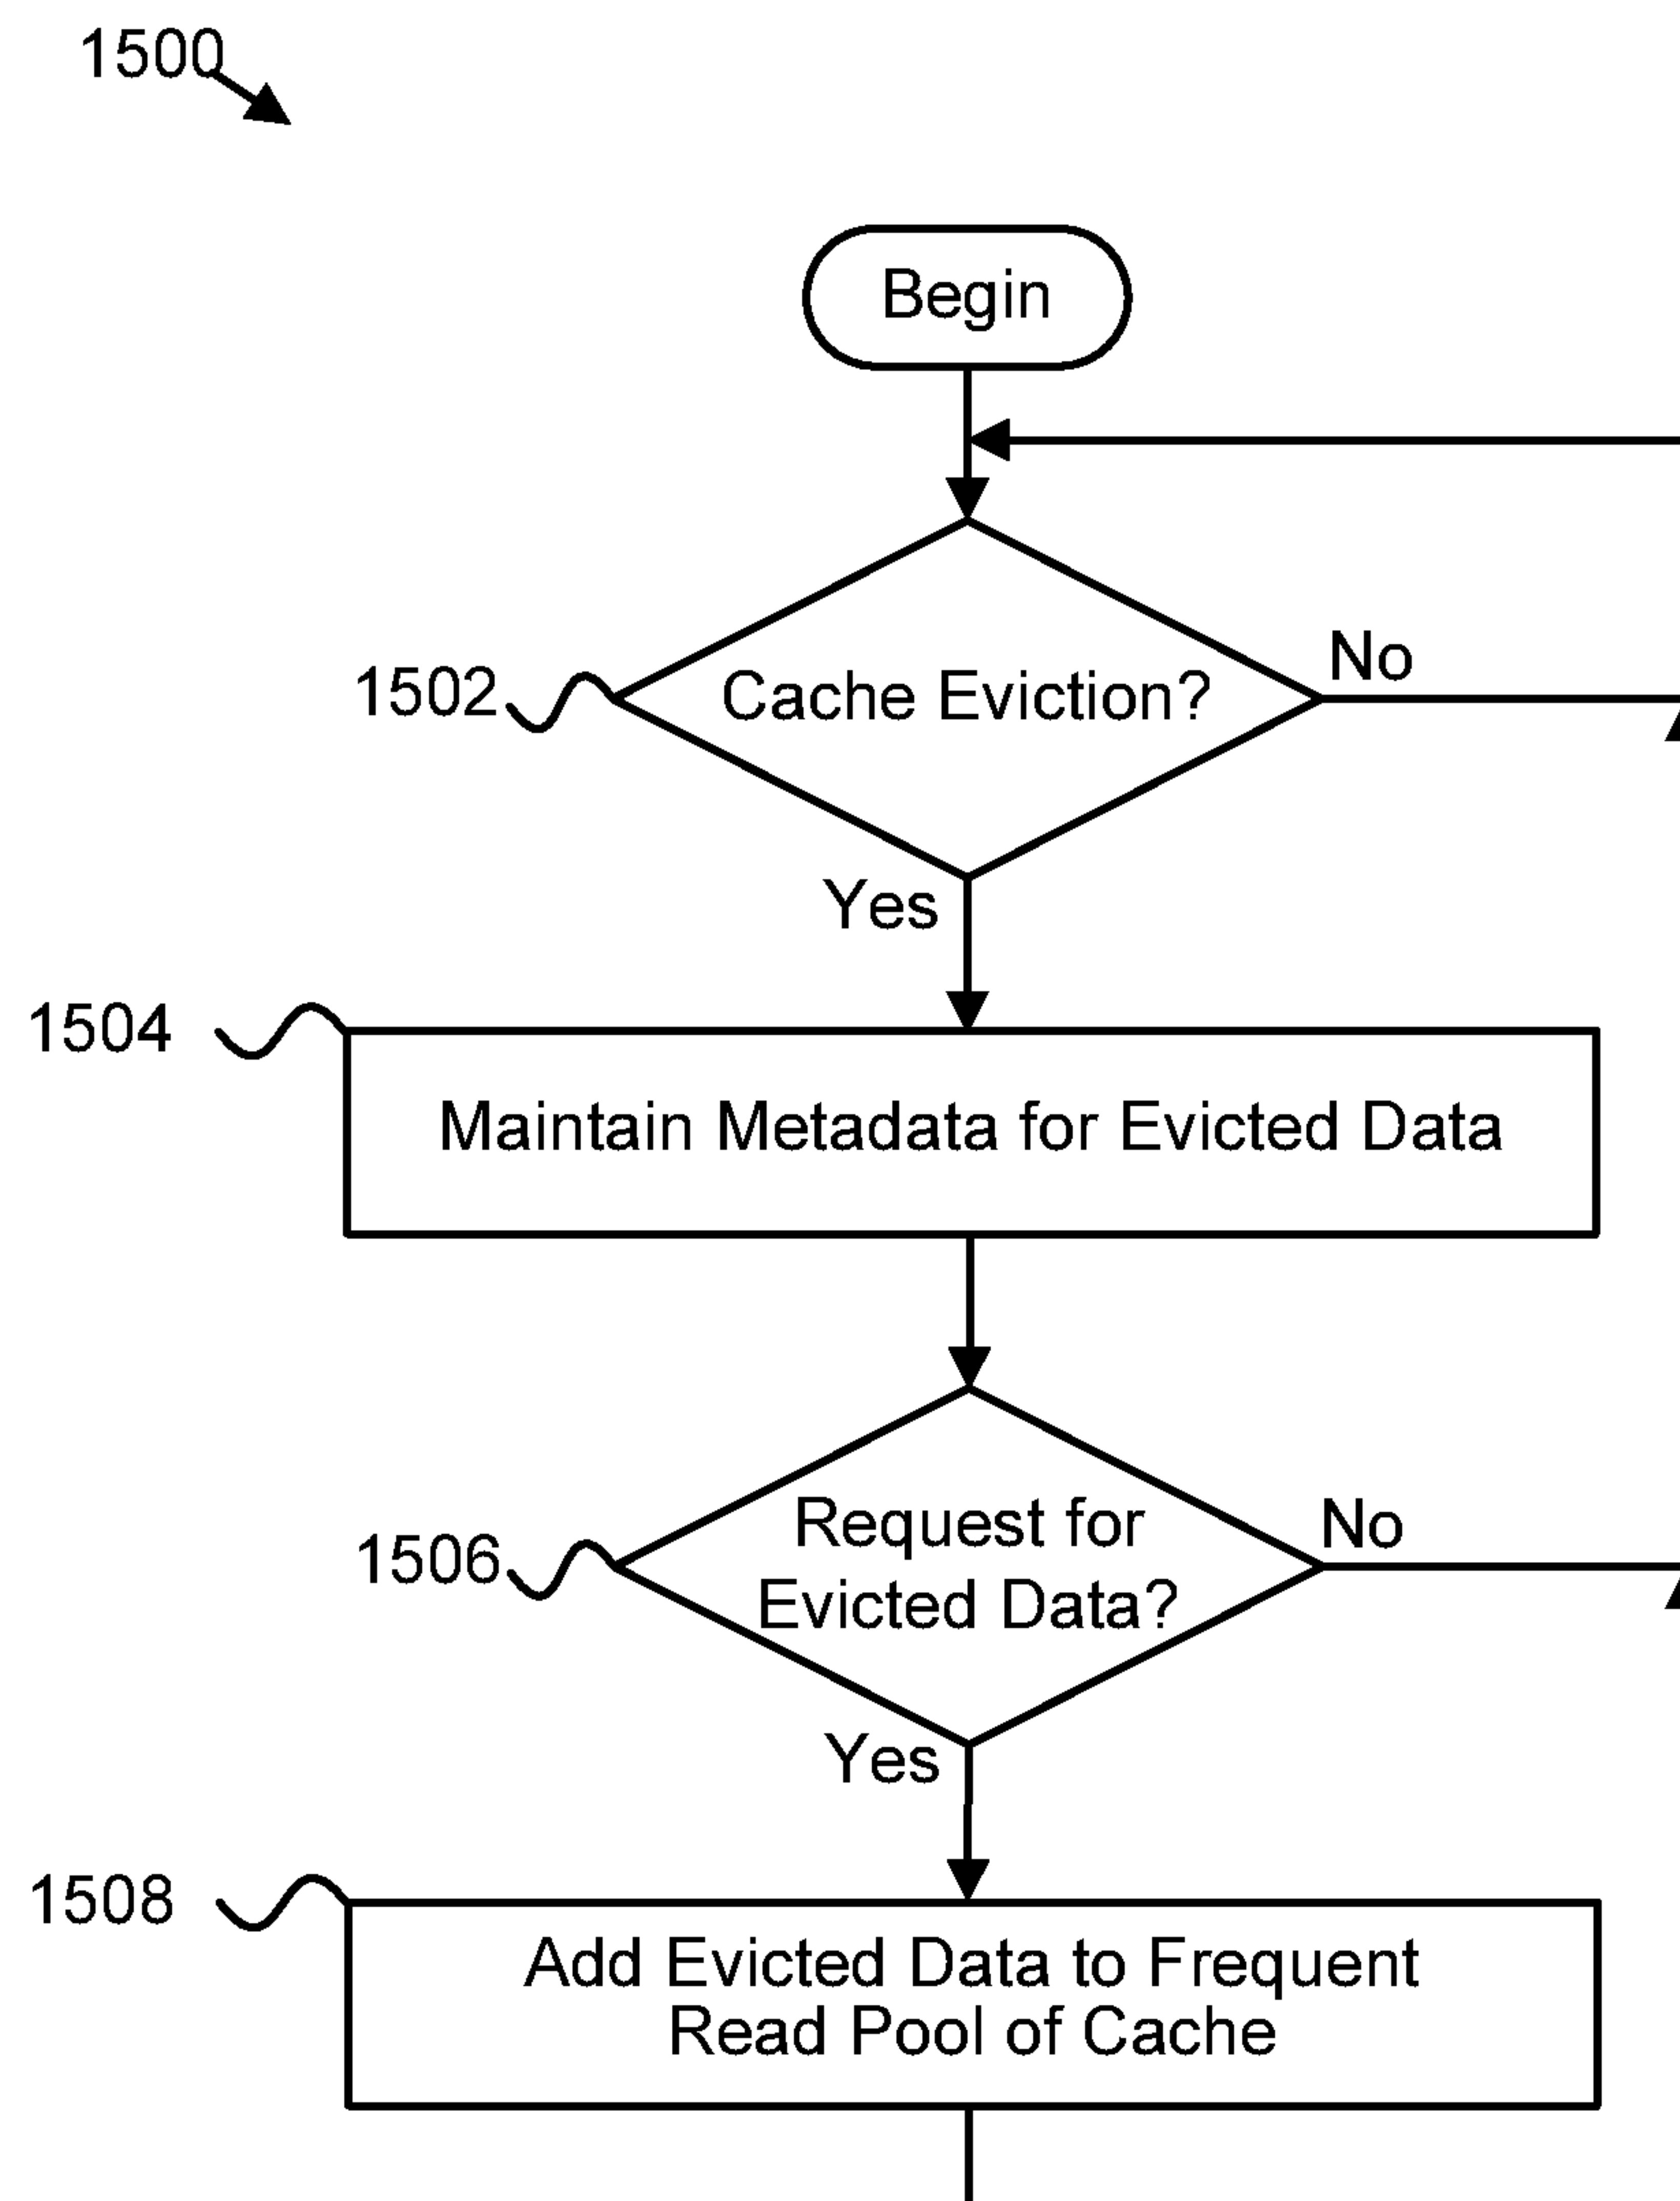 1500
Begin
No
1502
Cache Eviction?
Yes
1504
Maintain Metadata for Evicted Data
No
1506
Request for
Evicted Data?
Yes
1508
Add Evicted Data to Frequent
Read Pool of Cache